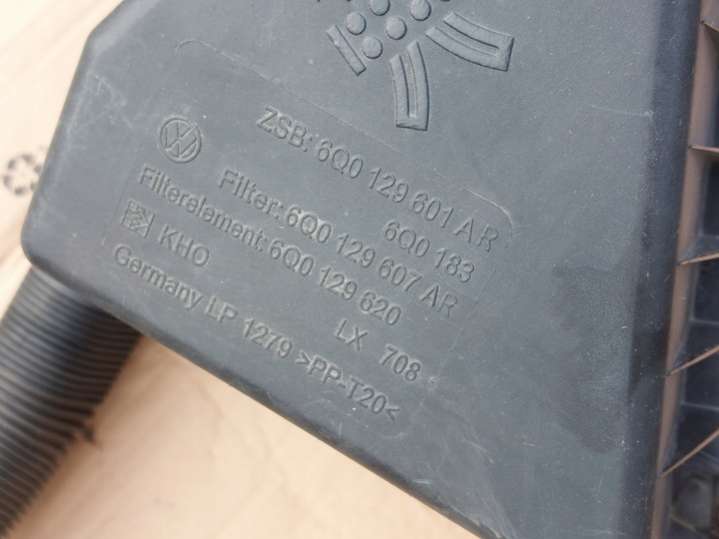 ZSB: 6Q0 129 601 AR
6Q0 183
Filter: 6Q0 129 607 AR
Filterelement: 6Q0 129 620
LX 708
KHO
Germany LP 1279 >PP-T20<